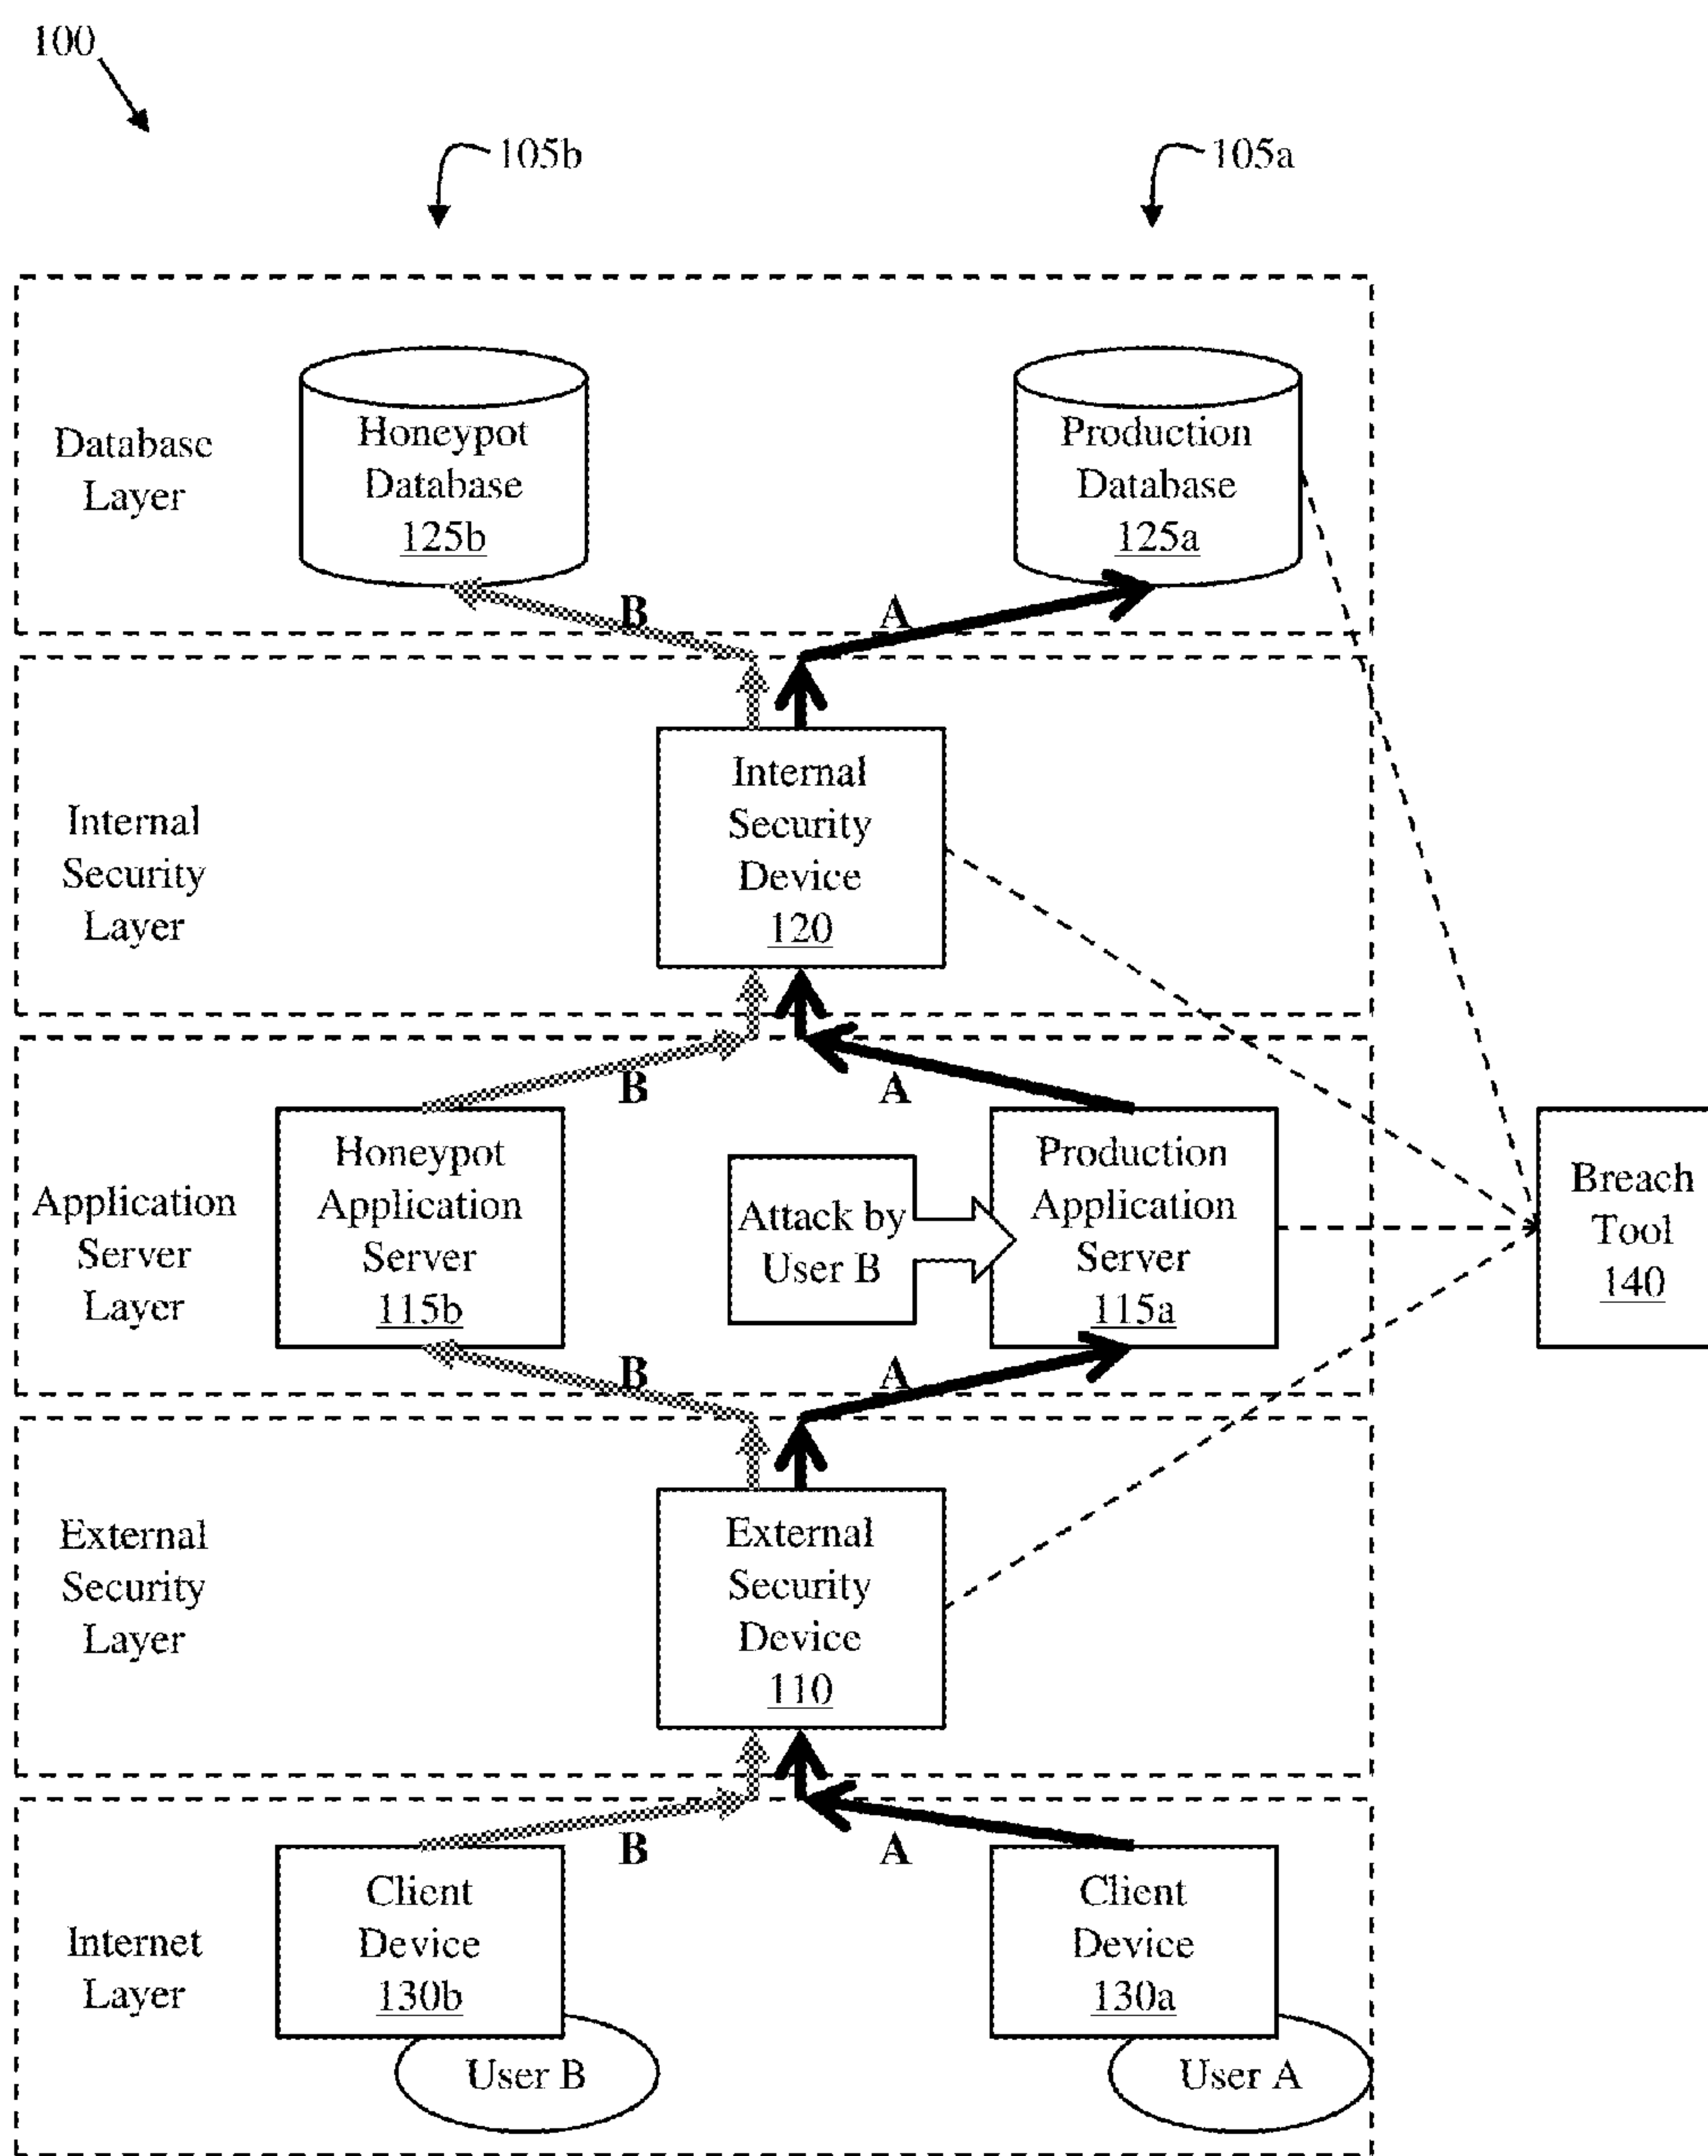 100
105b
105a
Database
Layer
Honeypot
Database
125b
Production
Database
125a
B
A
Internal
Security
Layer
Internal
Security
Device
120
B
A
Application
Server
Layer
Honeypot
Application
Server
115b
Attack by
User B
Production
Application
Server
115a
Breach
Tool
140
B
A
External
Security
Layer
External
Security
Device
110
B
A
Internet
Layer
Client
Device
130b
User B
Client
Device
130a
User A